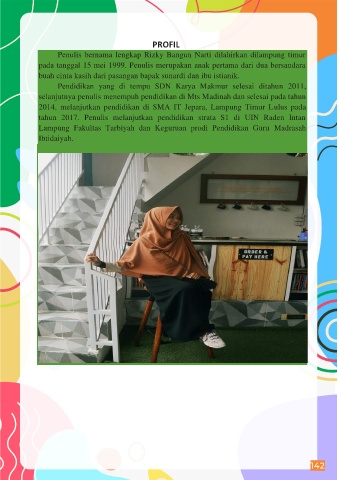 PROFIL
Penulis bernama lengkap Rizky Bangun Narti dilahirkan dilampung timur
pada tanggal 15 mei 1999. Penulis merupakan anak pertama dari dua bersaudara
buah cinta kasih dari pasangan bapak sunardi dan ibu istianik.
Pendidikan yang di tempu SDN Karya Makmur selesai ditahun 2011,
selanjutnya penulis menempuh pendidikan di Mts Madinah dan selesai pada tahun
2014, melanjutkan pendidikan di SMA IT Jepara, Lampung Timur Lulus pada
tahun 2017. Penulis melanjutkan pendidikan strata S1 di UIN Raden Intan
Lampung Fakultas Tarbiyah dan Keguruan prodi Pendidikan Guru Madrasah
Ibtidaiyah.
ORDER &
PAY HERE
142